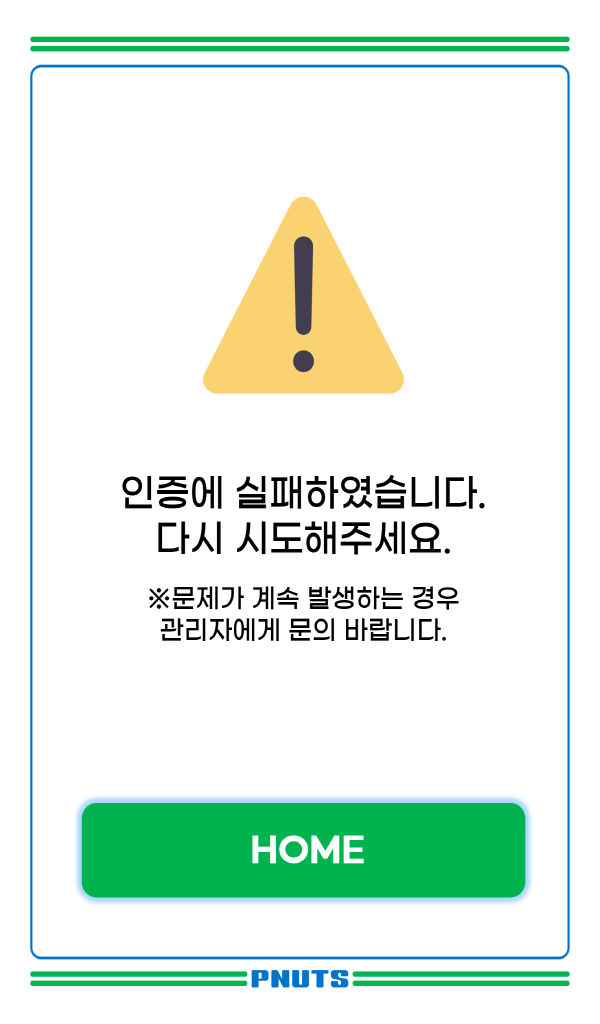 인증에 실패하였습니다.
다시 시도해주세요.
※문제가 계속 발생하는 경우
관리자에게 문의 바랍니다.
HOME
PNUTS